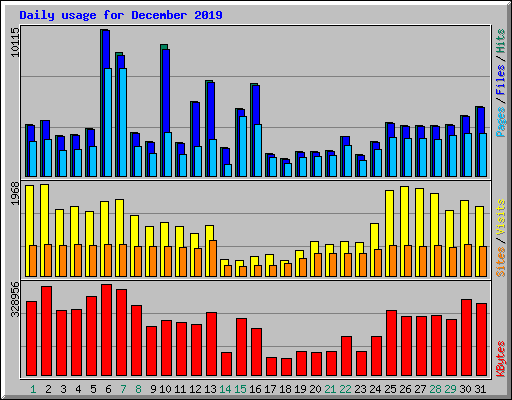 Daily usage for December 2019
10115
Pages / Files / Hits
1968
Sites / Visits
328956
KBytes
1 2 3 4 5 6 7 8 9 10 11 12 13 14 15 16 17 18 19 20 21 22 23 24 25 26 27 28 29 30 31